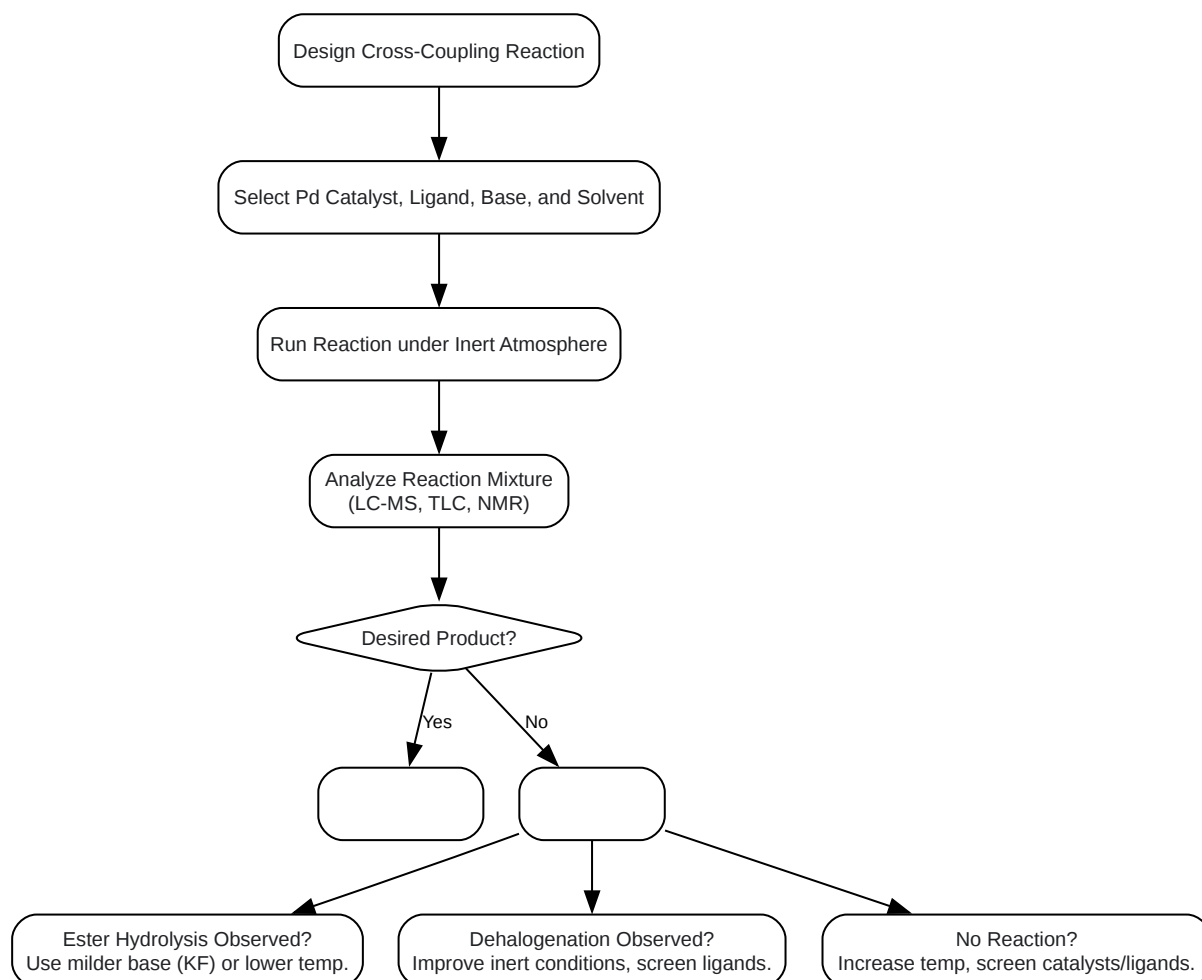 Design Cross-Coupling Reaction
Select Pd Catalyst, Ligand, Base, and Solvent
Run Reaction under Inert Atmosphere
Analyze Reaction Mixture
(LC-MS, TLC, NMR)
Desired Product?
Yes
No
Ester Hydrolysis Observed?
Use milder base (KF) or lower temp.
Dehalogenation Observed?
Improve inert conditions, screen ligands.
No Reaction?
Increase temp, screen catalysts/ligands.